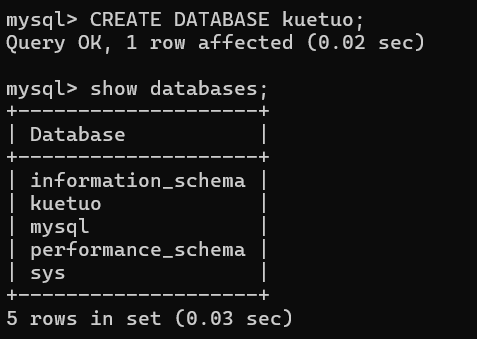 mysql> CREATE DATABASE kuetuo;
Query OK, 1 row affected (0.02 sec)
mysql> show databases;
+--------------------+
| Database           |
+--------------------+
| information_schema |
| kuetuo             |
| mysql              |
| performance_schema |
| sys                |
+--------------------+
5 rows in set (0.03 sec)